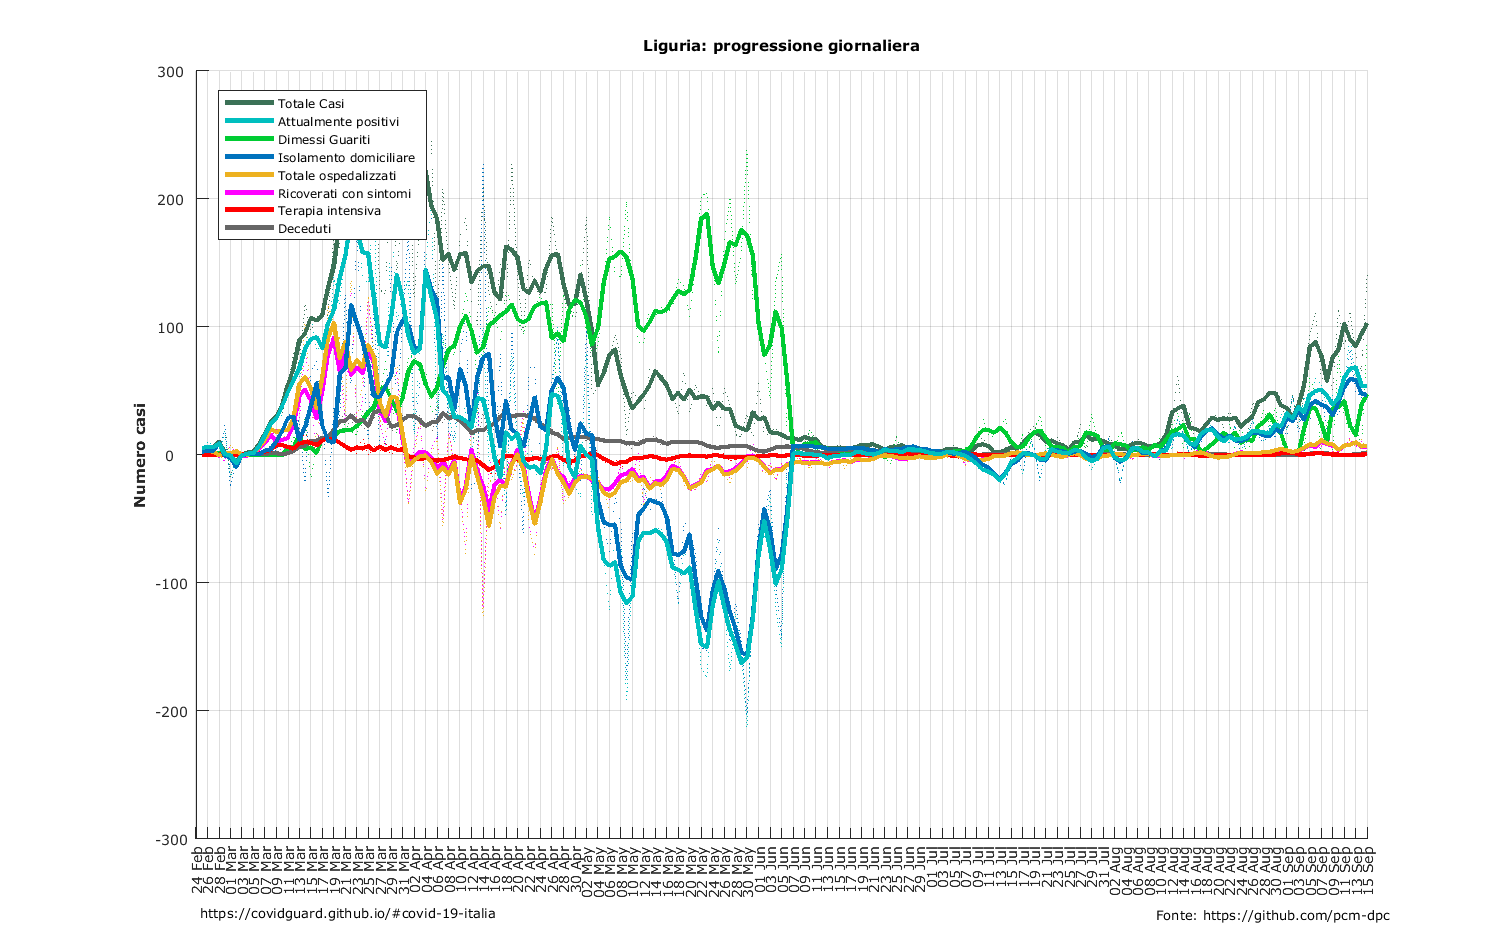 Liguria: progressione giornaliera
300
200
100
0
-100
-200
-300
Numero casi
Totale Casi
Attualmente positivi
Dimessi Guariti
Isolamento domiciliare
Totale ospedalizzati
Ricoverati con sintomi
Terapia intensiva
Deceduti
24 Feb
26 Feb
28 Feb
01 Mar
03 Mar
05 Mar
07 Mar
09 Mar
11 Mar
13 Mar
15 Mar
17 Mar
19 Mar
21 Mar
23 Mar
25 Mar
27 Mar
29 Mar
31 Mar
02 Apr
04 Apr
06 Apr
08 Apr
10 Apr
12 Apr
14 Apr
16 Apr
18 Apr
20 Apr
22 Apr
24 Apr
26 Apr
28 Apr
30 Apr
02 May
04 May
06 May
08 May
10 May
12 May
14 May
16 May
18 May
20 May
22 May
24 May
26 May
28 May
30 May
01 Jun
03 Jun
05 Jun
07 Jun
09 Jun
11 Jun
13 Jun
15 Jun
17 Jun
19 Jun
21 Jun
23 Jun
25 Jun
27 Jun
29 Jun
01 Jul
03 Jul
05 Jul
07 Jul
09 Jul
11 Jul
13 Jul
15 Jul
17 Jul
19 Jul
21 Jul
23 Jul
25 Jul
27 Jul
29 Jul
31 Jul
02 Aug
04 Aug
06 Aug
08 Aug
10 Aug
12 Aug
14 Aug
16 Aug
18 Aug
20 Aug
22 Aug
24 Aug
26 Aug
28 Aug
30 Aug
01 Sep
03 Sep
05 Sep
07 Sep
09 Sep
11 Sep
13 Sep
15 Sep
https://covidguard.github.io/#covid-19-italia
Fonte: https://github.com/pcm-dpc